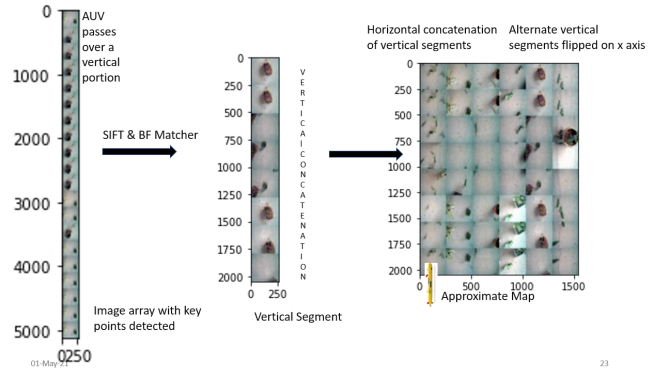 0
1000
2000
3000
4000
5000
0250
AUV
passes
over a
vertical
portion
SIFT & BF Matcher
Image array with key
points detected
0
250
500
750
1000
1250
1500
1750
2000
0 250
VERTICAlCONCATENATION
Vertical Segment
Horizontal concatenation
of vertical segments
Alternate vertical
segments flipped on x axis
0
250
500
750
1000
1250
1500
1750
2000
0 500 1000 1500
Approximate Map
01-May-21
23